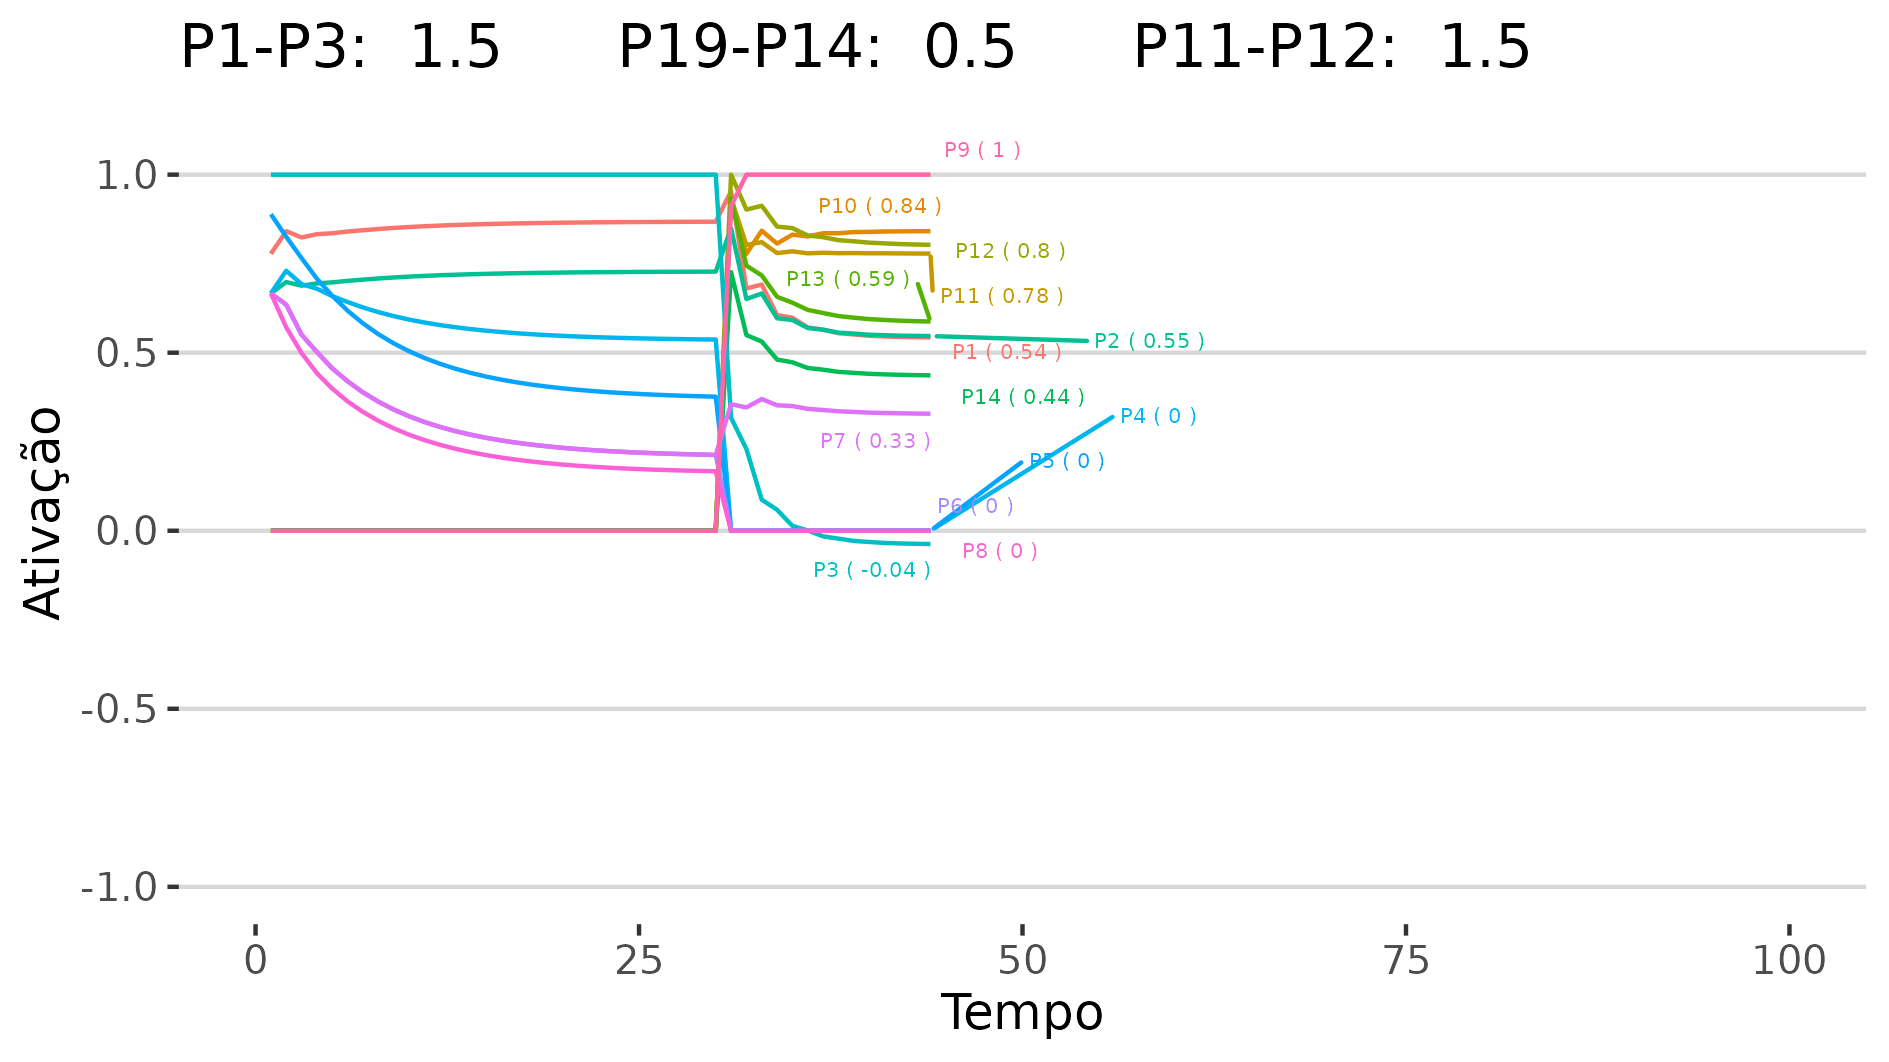 P1-P3: 1.5 P19-P14: 0.5 P11-P12: 1.5
P9 ( 1 )
1.0
P10 ( 0.84 )
P12 ( 0.8 )
P13 ( 0.59 )
P11 ( 0.78 )
P2 ( 0.55 )
0.5
P1 ( 0.54 )
P14 ( 0.44 )
P4 ( 0 )
P7 ( 0.33 )
P5 ( 0 )
P6 ( 0 )
0.0
P8 ( 0 )
P3 ( -0.04 )
-0.5
-1.0
Ativação
0 25 50 75 100
Tempo